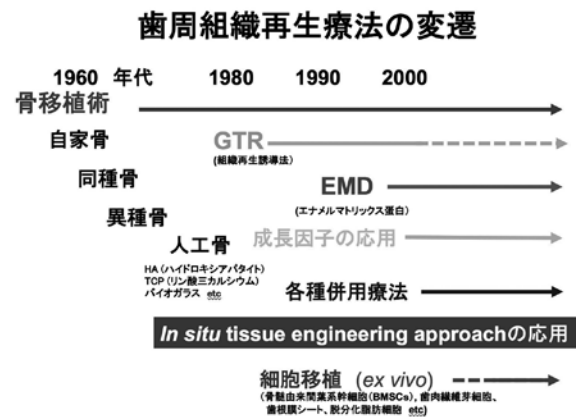 歯周組織再生療法の変遷
1960 年代 1980 1990 2000
骨移植術
自家骨 GTR
(組織再生誘導法)
同種骨 EMD
(エナメルマトリックス蛋白)
異種骨
人工骨 成長因子の応用
HA(ハイドロキシアパタイト)
TCP(リン酸三カルシウム)
バイオガラス etc
各種併用療法
In situ tissue engineering approachの応用
細胞移植 (ex vivo)
(骨髄由来間葉系幹細胞(BMSCs), 歯肉繊維芽細胞、
歯根膜シート、脱分化脂肪細胞 etc)